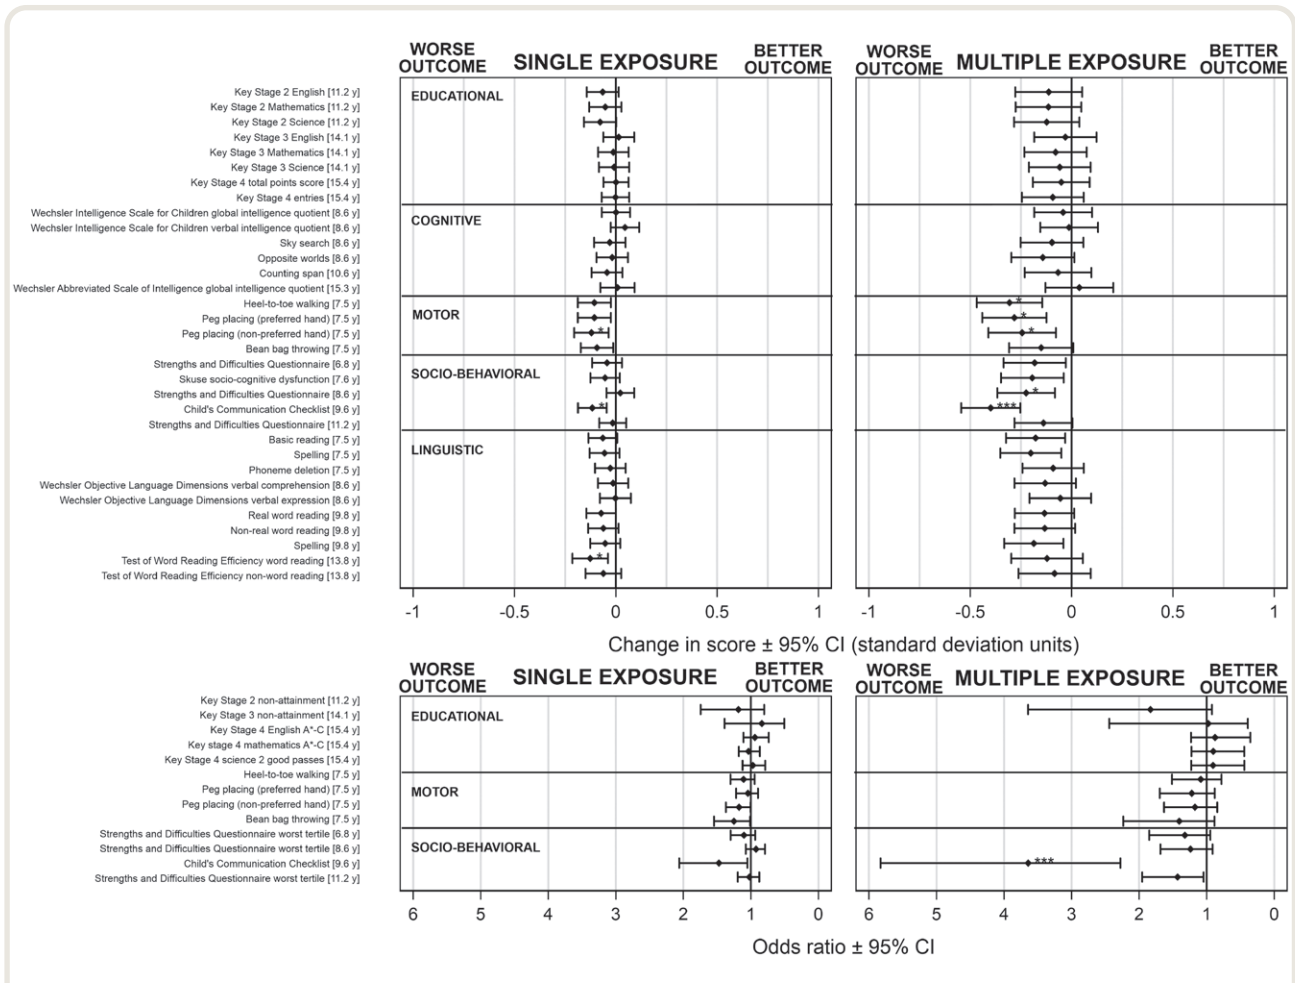 WORSE OUTCOME SINGLE EXPOSURE BETTER OUTCOME WORSE OUTCOME MULTIPLE EXPOSURE BETTER OUTCOME
EDUCATIONAL
Key Stage 2 English [11.2 y]
Key Stage 2 Mathematics [11.2 y]
Key Stage 2 Science [11.2 y]
Key Stage 3 English [14.1 y]
Key Stage 3 Mathematics [14.1 y]
Key Stage 3 Science [14.1 y]
Key Stage 4 total points score [15.4 y]
Key Stage 4 entries [15.4 y]
COGNITIVE
Wechsler Intelligence Scale for Children global intelligence quotient [8.6 y]
Wechsler Intelligence Scale for Children verbal intelligence quotient [8.6 y]
Sky search [8.6 y]
Opposite worlds [8.6 y]
Counting span [10.6 y]
Wechsler Abbreviated Scale of Intelligence global intelligence quotient [15.3 y]
MOTOR
Heel-to-toe walking [7.5 y] *
Peg placing (preferred hand) [7.5 y] *
Peg placing (non-preferred hand) [7.5 y] * *
Bean bag throwing [7.5 y]
SOCIO-BEHAVIORAL
Strengths and Difficulties Questionnaire [6.8 y]
Skuse socio-cognitive dysfunction [7.6 y]
Strengths and Difficulties Questionnaire [8.6 y] *
Child's Communication Checklist [9.6 y] * ***
Strengths and Difficulties Questionnaire [11.2 y]
LINGUISTIC
Basic reading [7.5 y]
Spelling [7.5 y]
Phoneme deletion [7.5 y]
Wechsler Objective Language Dimensions verbal comprehension [8.6 y]
Wechsler Objective Language Dimensions verbal expression [8.6 y]
Real word reading [9.8 y]
Non-real word reading [9.8 y]
Spelling [9.8 y]
Test of Word Reading Efficiency word reading [13.8 y] *
Test of Word Reading Efficiency non-word reading [13.8 y]
-1 -0.5 0 0.5 1 -1 -0.5 0 0.5 1
Change in score ± 95% CI (standard deviation units)
WORSE OUTCOME SINGLE EXPOSURE BETTER OUTCOME WORSE OUTCOME MULTIPLE EXPOSURE BETTER OUTCOME
EDUCATIONAL
Key Stage 2 non-attainment [11.2 y]
Key Stage 3 non-attainment [14.1 y]
Key Stage 4 English A*-C [15.4 y]
Key stage 4 mathematics A*-C [15.4 y]
Key Stage 4 science 2 good passes [15.4 y]
MOTOR
Heel-to-toe walking [7.5 y]
Peg placing (preferred hand) [7.5 y]
Peg placing (non-preferred hand) [7.5 y]
Bean bag throwing [7.5 y]
SOCIO-BEHAVIORAL
Strengths and Difficulties Questionnaire worst tertile [6.8 y]
Strengths and Difficulties Questionnaire worst tertile [8.6 y]
Child's Communication Checklist [9.6 y] ***
Strengths and Difficulties Questionnaire worst tertile [11.2 y]
6 5 4 3 2 1 0 6 5 4 3 2 1 0
Odds ratio ± 95% CI